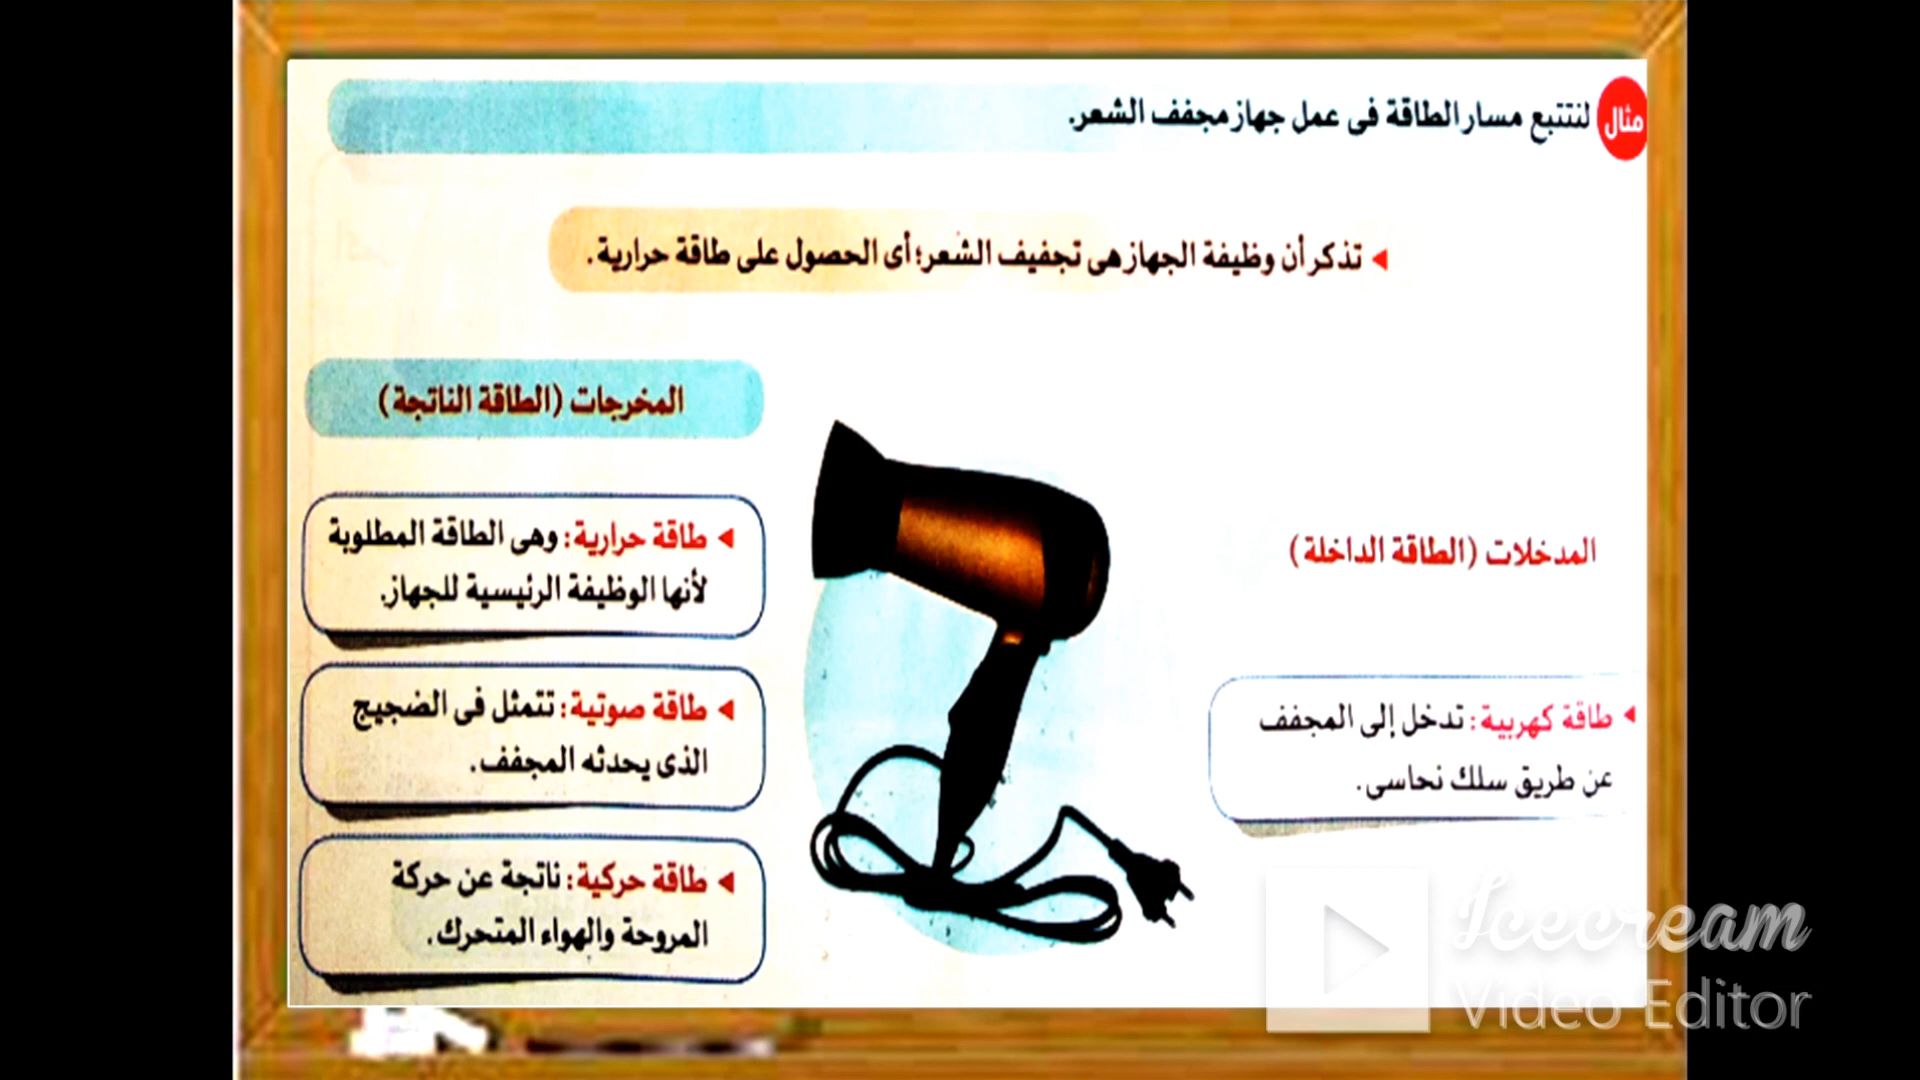 مثال
لنتتبع مسار الطاقة فى عمل جهاز مجفف الشعر.
تذكر أن وظيفة الجهاز هى تجفيف الشعر؛ أى الحصول على طاقة حرارية.
المدخلات (الطاقة الداخلة)
طاقة كهربية: تدخل إلى المجفف
عن طريق سلك نحاسى.
المخرجات (الطاقة الناتجة)
طاقة حرارية: وهى الطاقة المطلوبة
لأنها الوظيفة الرئيسية للجهاز.
طاقة صوتية: تتمثل فى الضجيج
الذى يحدثه المجفف.
طاقة حركية: ناتجة عن حركة
المروحة والهواء المتحرك.
Icecream
Video Editor